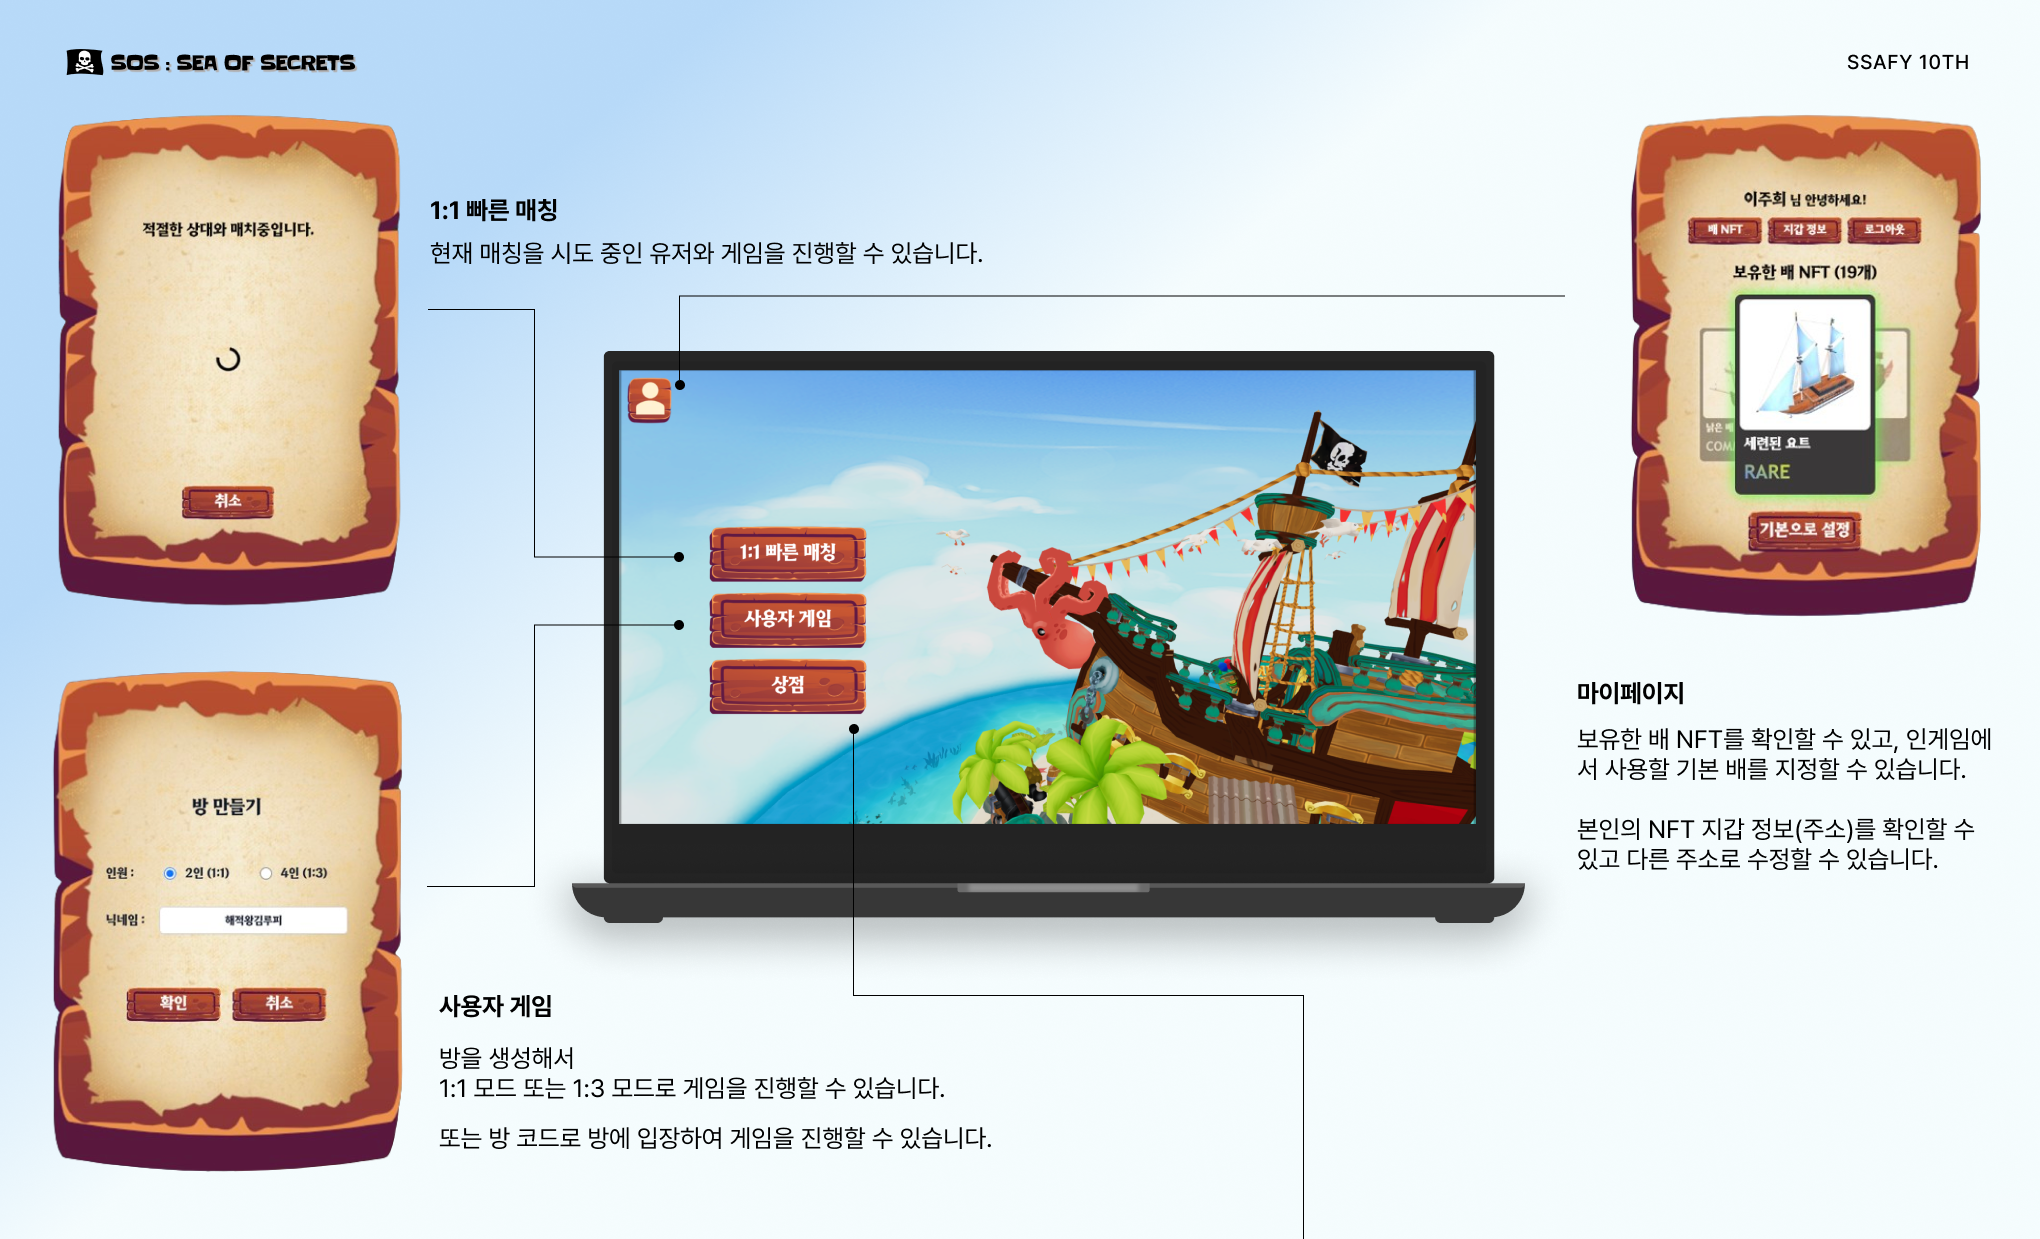 SOS : SEA OF SECRETS
SSAFY 10TH
적절한 상대와 매치중입니다.
취소
1:1 빠른 매칭
현재 매칭을 시도 중인 유저와 게임을 진행할 수 있습니다.
이주희 님 안녕하세요!
배 NFT
지갑 정보
로그아웃
보유한 배 NFT (19개)
낡은 배
COM
세련된 요트
RARE
기본으로 설정
1:1 빠른 매칭
사용자 게임
상점
마이페이지
보유한 배 NFT를 확인할 수 있고, 인게임에
서 사용할 기본 배를 지정할 수 있습니다.
본인의 NFT 지갑 정보(주소)를 확인할 수
있고 다른 주소로 수정할 수 있습니다.
방 만들기
인원 :
2인 (1:1)
4인 (1:3)
닉네임 :
해적왕김루피
확인
취소
사용자 게임
방을 생성해서
1:1 모드 또는 1:3 모드로 게임을 진행할 수 있습니다.
또는 방 코드로 방에 입장하여 게임을 진행할 수 있습니다.